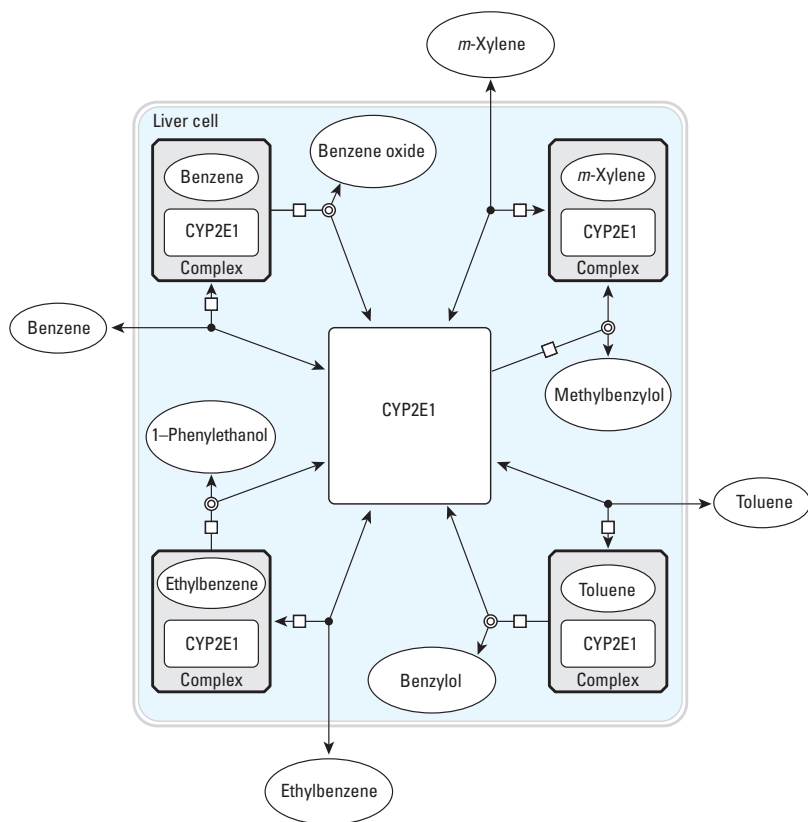 m-Xylene
Liver cell
Benzene oxide
Benzene
CYP2E1
Complex
m-Xylene
CYP2E1
Complex
Benzene
CYP2E1
Methylbenzylol
1–Phenylethanol
Toluene
Ethylbenzene
CYP2E1
Complex
Toluene
CYP2E1
Complex
Benzylol
Ethylbenzene